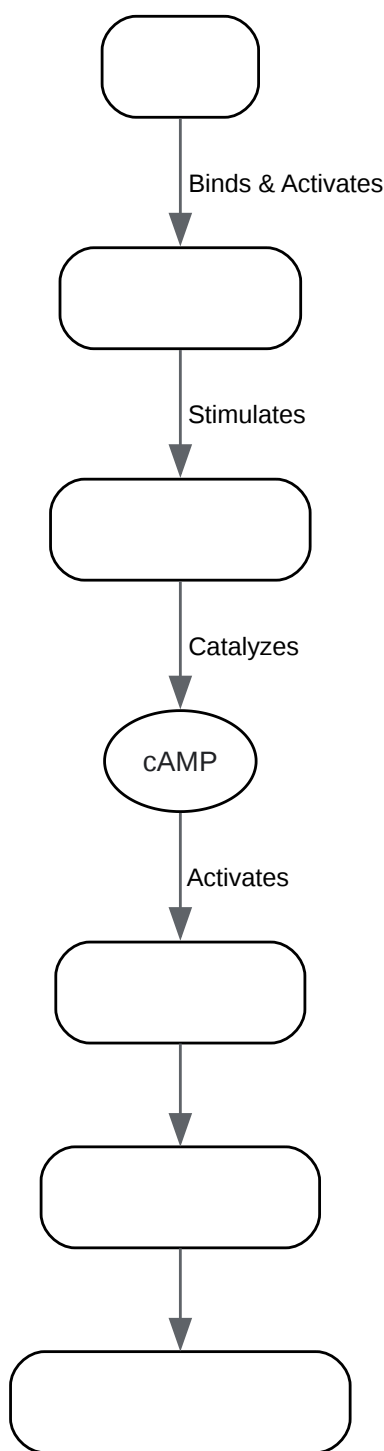 Binds & Activates
Stimulates
Catalyzes
cAMP
Activates